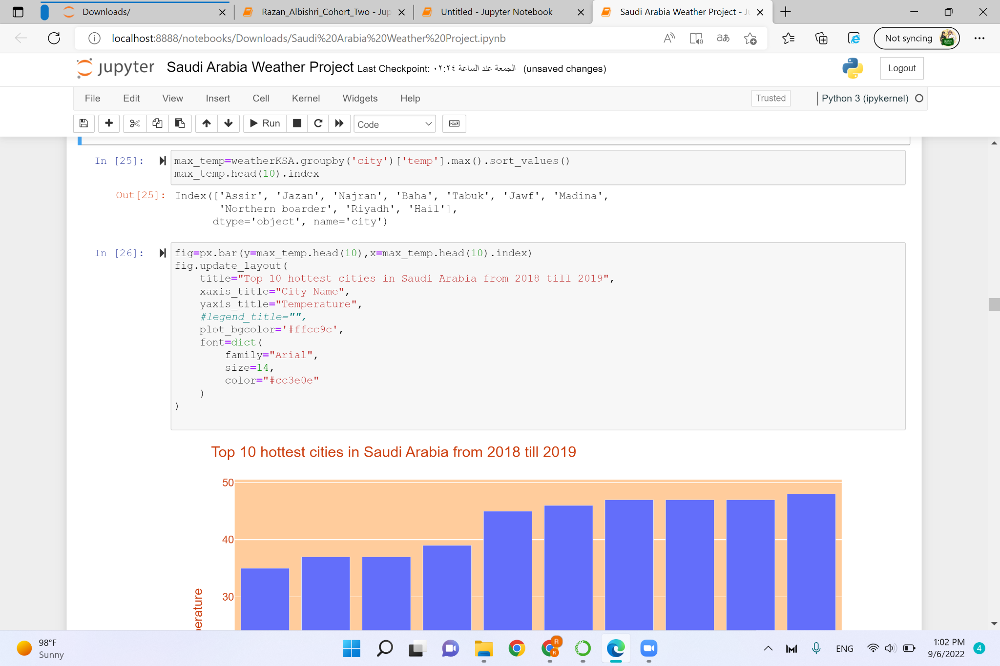 Downloads/
Razan_Albishri_Cohort_Two - Jup
Untitled - Jupyter Notebook
Saudi Arabia Weather Project - Ju
localhost:8888/notebooks/Downloads/Saudi%20Arabia%20Weather%20Project.ipynb
Not syncing
jupyter Saudi Arabia Weather Project Last Checkpoint: الجمعة عند الساعة ٠٢:٢٤ (unsaved changes)
Logout
File Edit View Insert Cell Kernel Widgets Help
Trusted
Python 3 (ipykernel)
Run
Code
In [25]:
max_temp=weatherKSA.groupby('city')['temp'].max().sort_values()
max_temp.head(10).index
Out[25]: Index(['Assir', 'Jazan', 'Najran', 'Baha', 'Tabuk', 'Jawf', 'Madina',
'Northern boarder', 'Riyadh', 'Hail'],
dtype='object', name='city')
In [26]:
fig=px.bar(y=max_temp.head(10),x=max_temp.head(10).index)
fig.update_layout(
title="Top 10 hottest cities in Saudi Arabia from 2018 till 2019",
xaxis_title="City Name",
yaxis_title="Temperature",
#legend_title="",
plot_bgcolor='#ffcc9c',
font=dict(
family="Arial",
size=14,
color="#cc3e0e"
)
)
Top 10 hottest cities in Saudi Arabia from 2018 till 2019
50
40
30
perature
98°F
Sunny
ENG
1:02 PM
9/6/2022
4